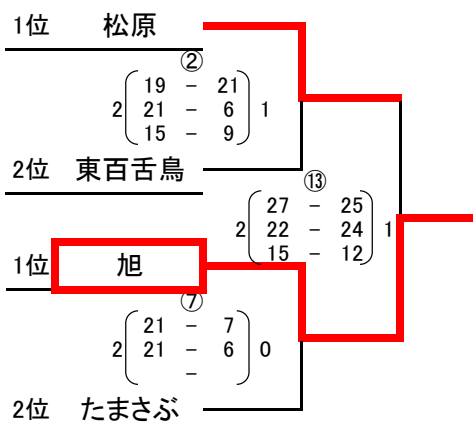 1位 松原
②
19 － 21
2 21 － 6 1
15 － 9
2位 東百舌鳥
⑬
27 － 25
2 22 － 24 1
15 － 12
1位 旭
⑦
21 － 7
2 21 － 6 0
－
2位 たまさぶ